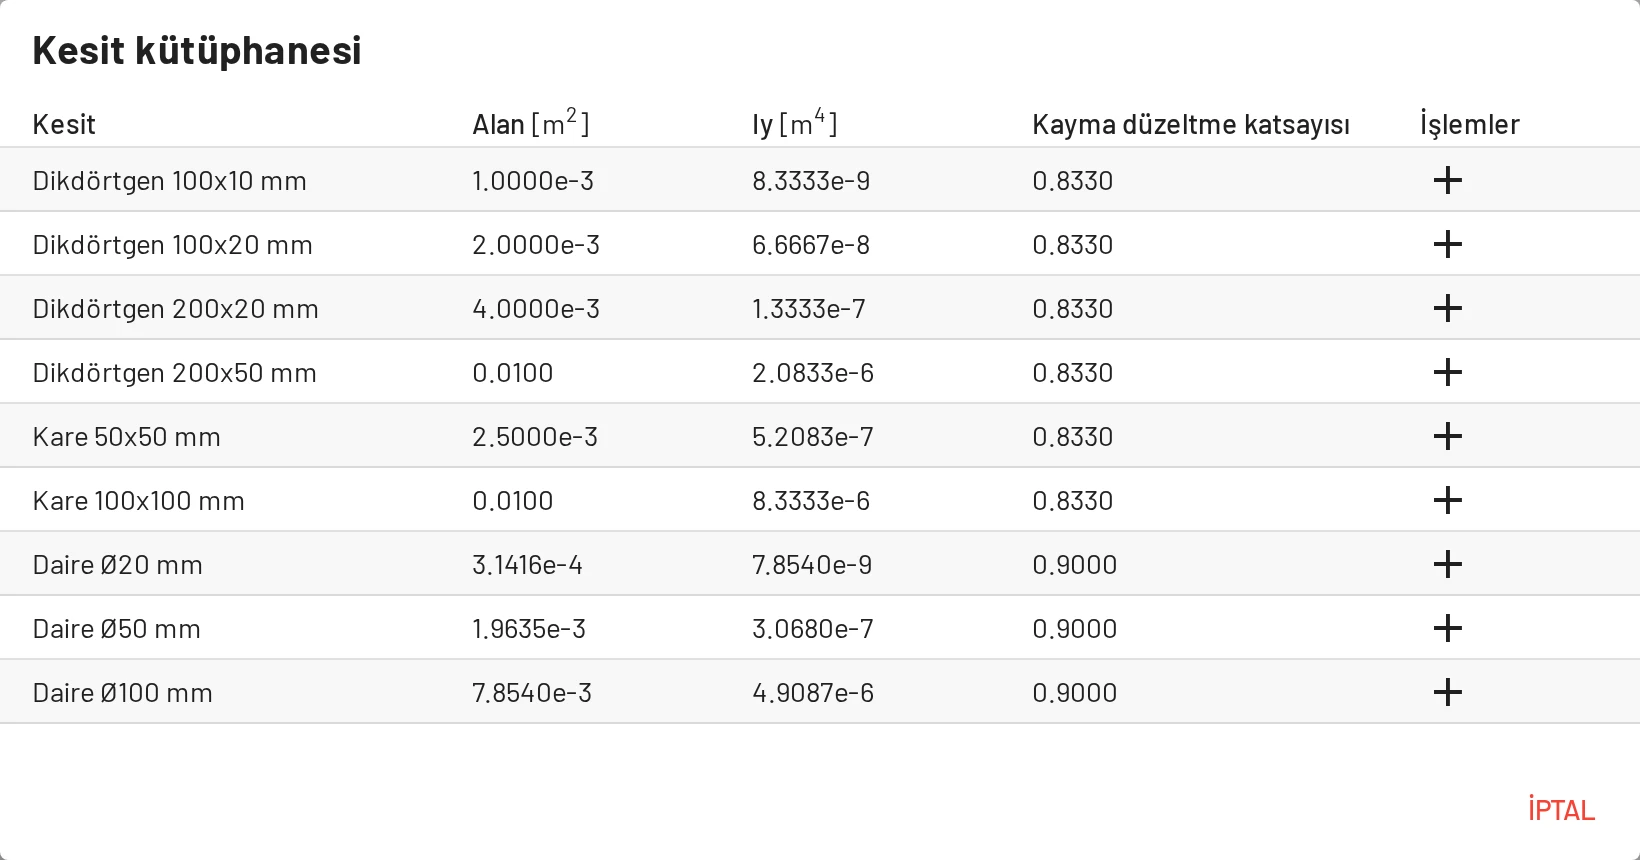 Kesit kütüphanesi
Kesit Alan [m²] Iy [m⁴] Kayma düzeltme katsayısı İşlemler
Dikdörtgen 100x10 mm 1.0000e-3 8.3333e-9 0.8330
Dikdörtgen 100x20 mm 2.0000e-3 6.6667e-8 0.8330
Dikdörtgen 200x20 mm 4.0000e-3 1.3333e-7 0.8330
Dikdörtgen 200x50 mm 0.0100 2.0833e-6 0.8330
Kare 50x50 mm 2.5000e-3 5.2083e-7 0.8330
Kare 100x100 mm 0.0100 8.3333e-6 0.8330
Daire Ø20 mm 3.1416e-4 7.8540e-9 0.9000
Daire Ø50 mm 1.9635e-3 3.0680e-7 0.9000
Daire Ø100 mm 7.8540e-3 4.9087e-6 0.9000
İPTAL